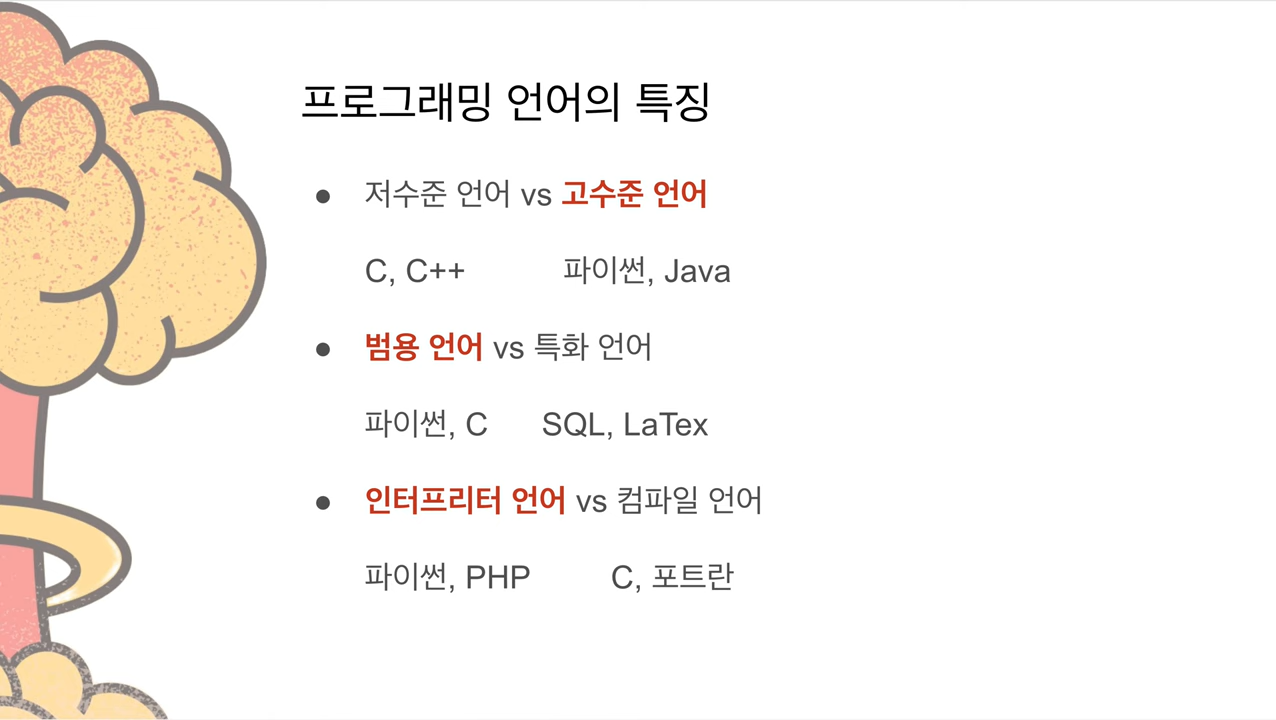 프로그래밍 언어의 특징
● 저수준 언어 vs 고수준 언어
C, C++ 파이썬, Java
● 범용 언어 vs 특화 언어
파이썬, C SQL, LaTex
● 인터프리터 언어 vs 컴파일 언어
파이썬, PHP C, 포트란